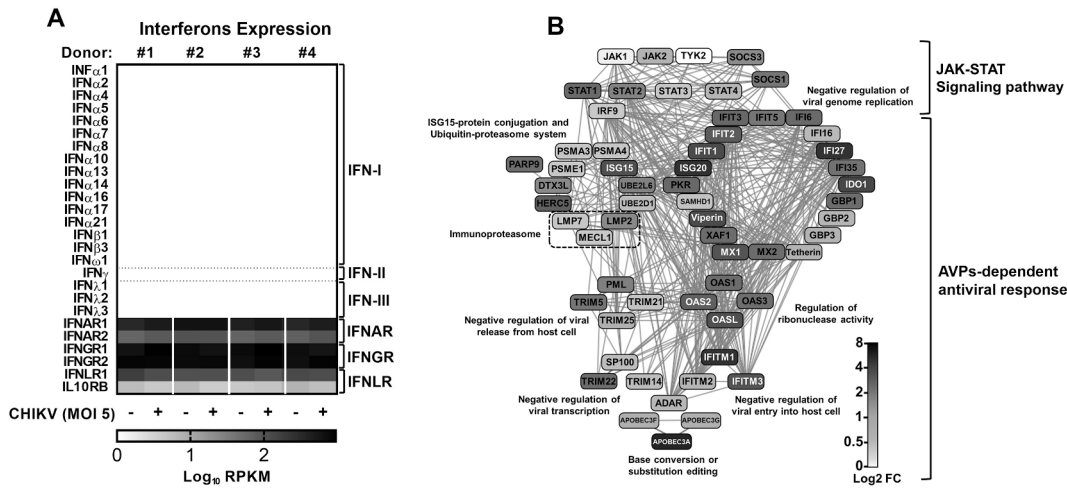 A
Interferons Expression
Donor: #1 #2 #3 #4
INFα1
IFNα2
IFNα4
IFNα5
IFNα6
IFNα7
IFNα8
IFNα10
IFNα13
IFNα14
IFNα16
IFNα17
IFNα21
IFNβ1
IFNβ3
IFNω1
IFNγ
IFNλ1
IFNλ2
IFNλ3
IFNAR1
IFNAR2
IFNGR1
IFNGR2
IFNLR1
IL10RB
IFN-I
IFN-II
IFN-III
IFNAR
IFNGR
IFNLR
CHIKV (MOI 5) - + - + - + - +
0 1 2
Log₁₀ RPKM
B
JAK1 JAK2 TYK2 SOCS3
SOCS1
STAT1 STAT2 STAT3 STAT4
IRF9
JAK-STAT
Signaling pathway
Negative regulation of
viral genome replication
IFIT3 IFIT5 IFI6
IFIT2 IFI16
IFIT1 IFI27
ISG20 IFI35
PKR IDO1
SAMHD1 GBP1
Viperin GBP2
XAF1 GBP3
MX1 MX2 Tetherin
ISG15-protein conjugation and
Ubiquitin-proteasome system
PSMA3 PSMA4
PARP9 PSME1 ISG15
DTX3L UBE2L6
HERC5 UBE2D1
LMP7 LMP2
MECL1
Immunoproteasome
AVPs-dependent
antiviral response
PML
TRIM5 TRIM21
TRIM25
Negative regulation of viral
release from host cell
OAS1
OAS2 OAS3
OASL
Regulation of
ribonuclease activity
IFITM1
SP100
TRIM22 TRIM14 IFITM2 IFITM3
ADAR
Negative regulation of
viral transcription
Negative regulation of
viral entry into host cell
APOBEC3F APOBEC3G
APOBEC3A
Base conversion or
substitution editing
8
4
2
1
0.5
0
Log2 FC